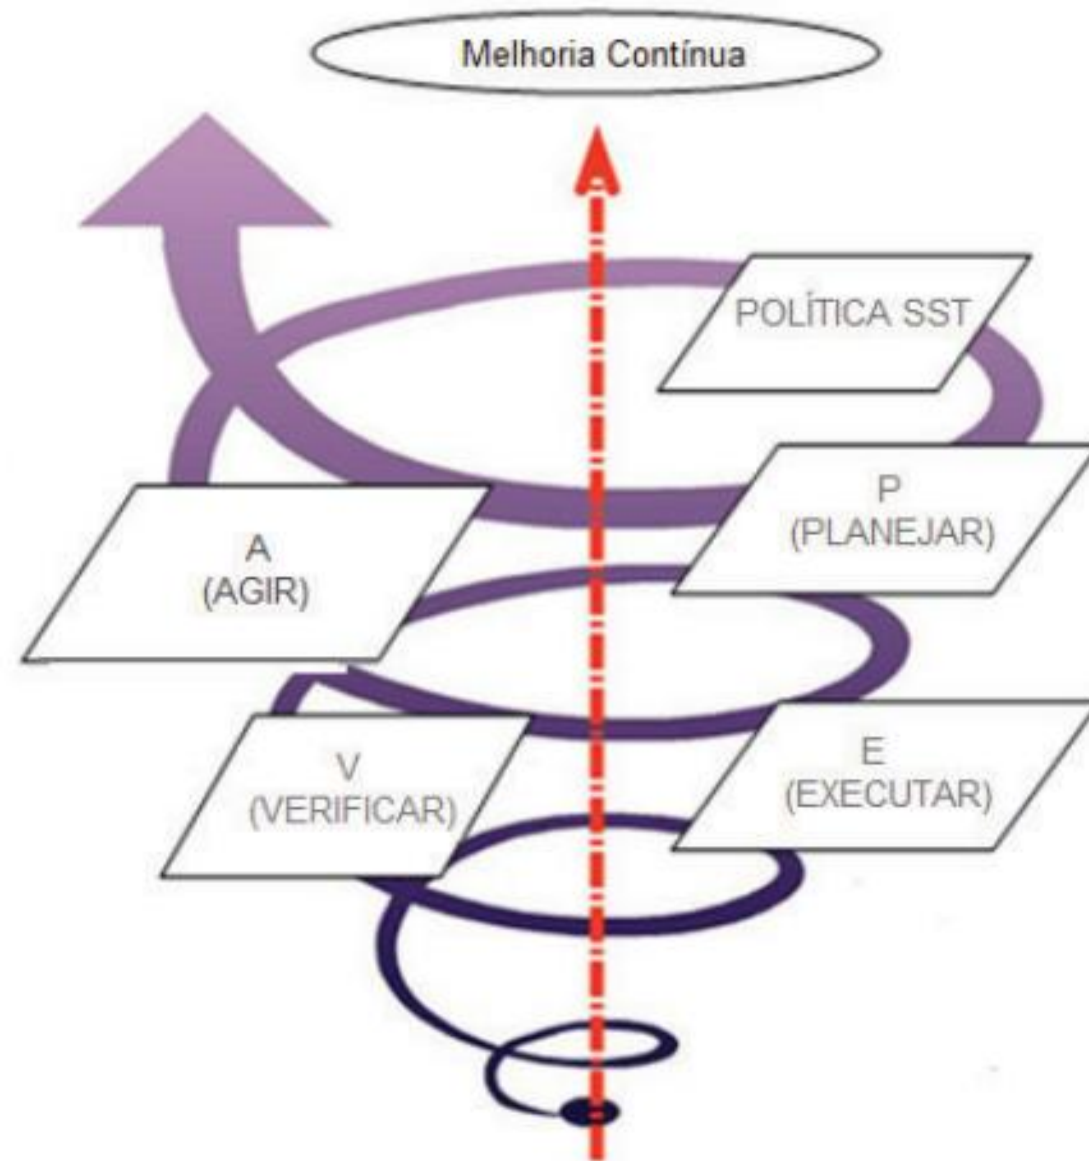 Melhoria Contínua
POLÍTICA SST
P
(PLANEJAR)
A
(AGIR)
E
(EXECUTAR)
V
(VERIFICAR)